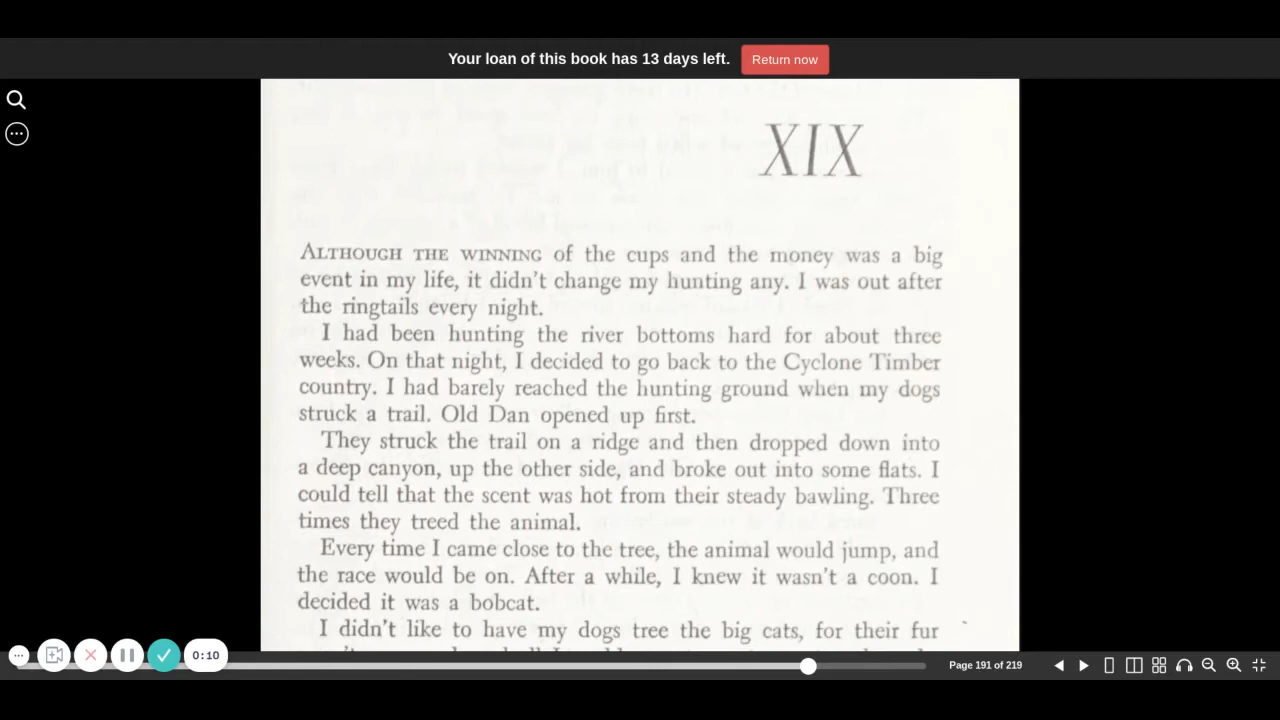 Your loan of this book has 13 days left.
Return now
XIX
ALTHOUGH THE WINNING of the cups and the money was a big
event in my life, it didn't change my hunting any. I was out after
the ringtails every night.
I had been hunting the river bottoms hard for about three
weeks. On that night, I decided to go back to the Cyclone Timber
country. I had barely reached the hunting ground when my dogs
struck a trail. Old Dan opened up first.
They struck the trail on a ridge and then dropped down into
a deep canyon, up the other side, and broke out into some flats. I
could tell that the scent was hot from their steady bawling. Three
times they treed the animal.
Every time I came close to the tree, the animal would jump, and
the race would be on. After a while, I knew it wasn't a coon. I
decided it was a bobcat.
I didn't like to have my dogs tree the big cats, for their fur
0:10
Page 191 of 219